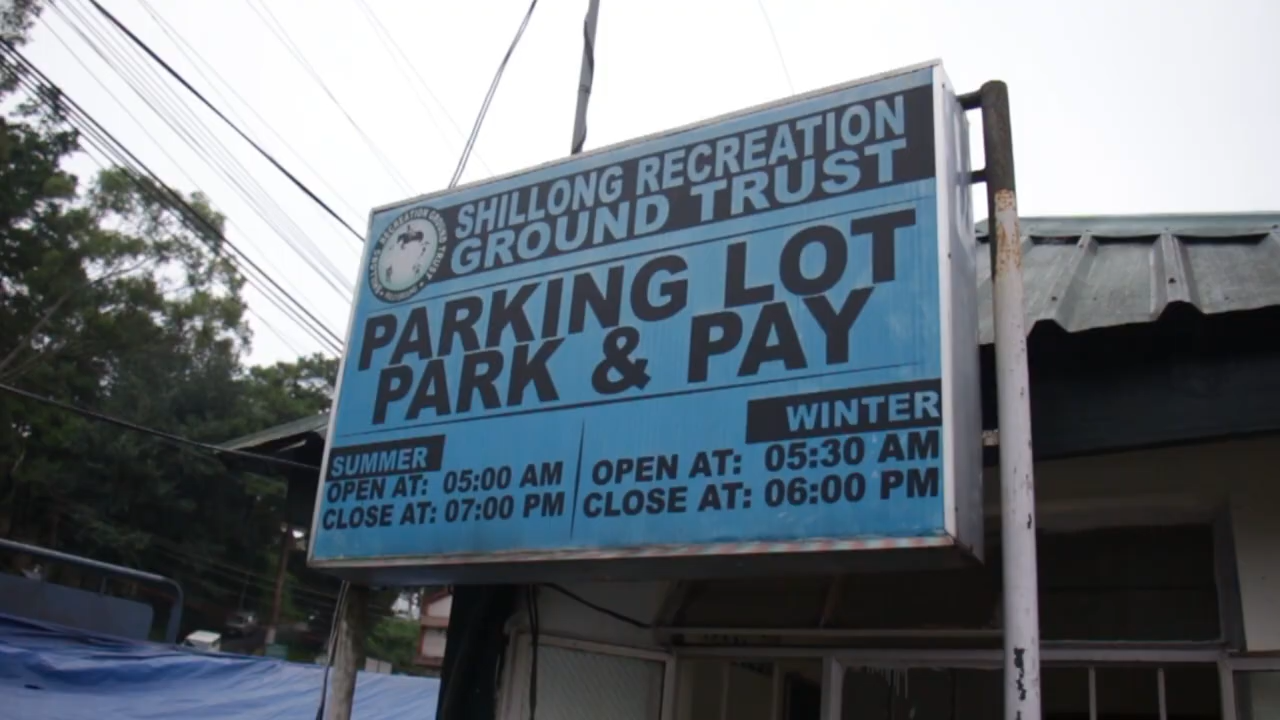 SHILLONG RECREATION
GROUND TRUST
PARKING LOT
PARK & PAY
SUMMER
OPEN AT: 05:00 AM
CLOSE AT: 07:00 PM
WINTER
OPEN AT: 05:30 AM
CLOSE AT: 06:00 PM